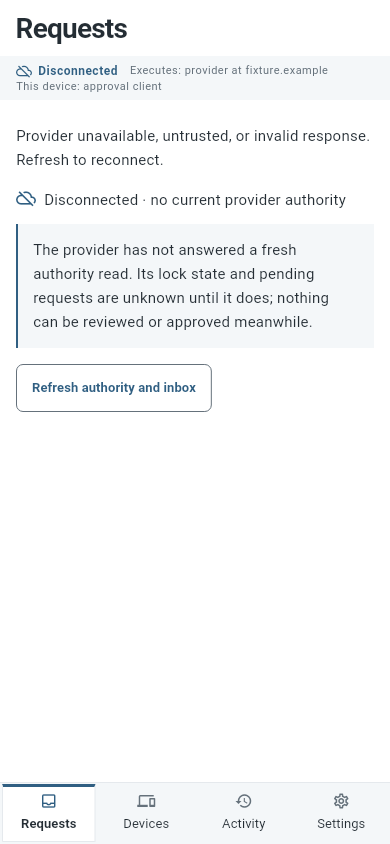 Requests
Disconnected Executes: provider at fixture.example
This device: approval client
Provider unavailable, untrusted, or invalid response.
Refresh to reconnect.
Disconnected · no current provider authority
The provider has not answered a fresh
authority read. Its lock state and pending
requests are unknown until it does; nothing
can be reviewed or approved meanwhile.
Refresh authority and inbox
Requests Devices Activity Settings